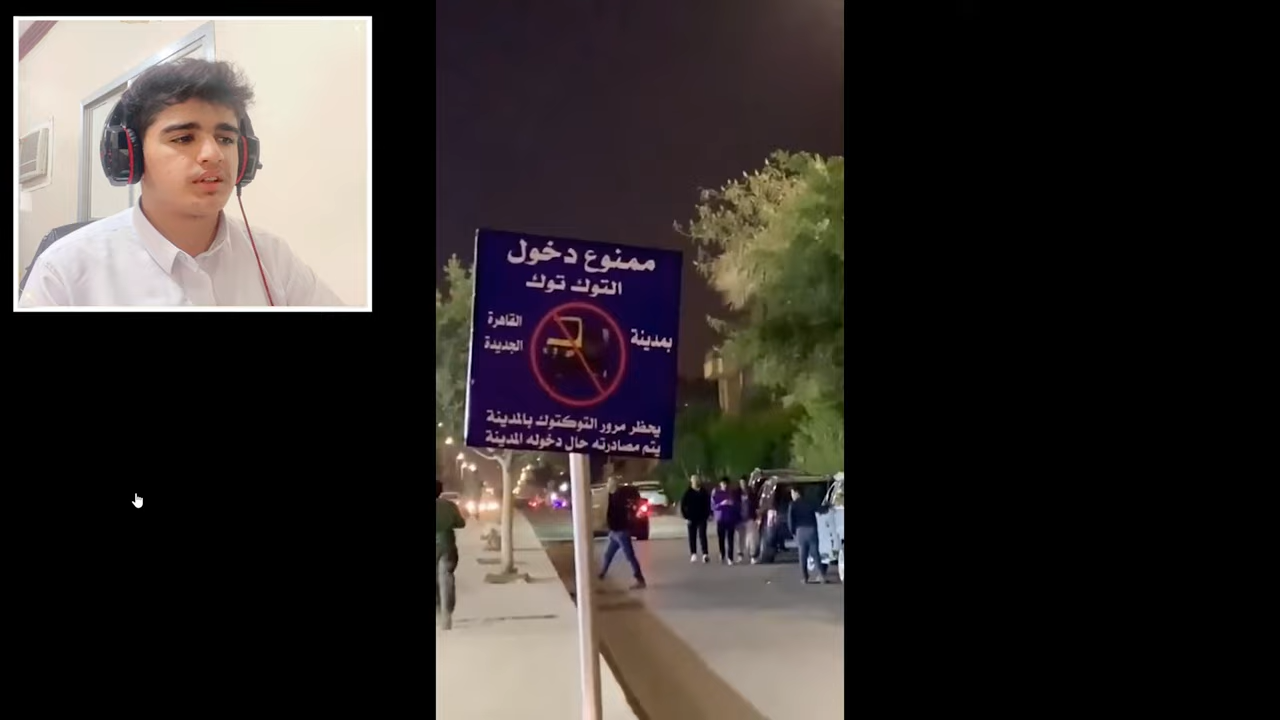 ممنوع دخول
التوك توك
بمدينة
القاهرة
الجديدة
يحظر مرور التوكتوك بالمدينة
يتم مصادرته حال دخوله المدينة